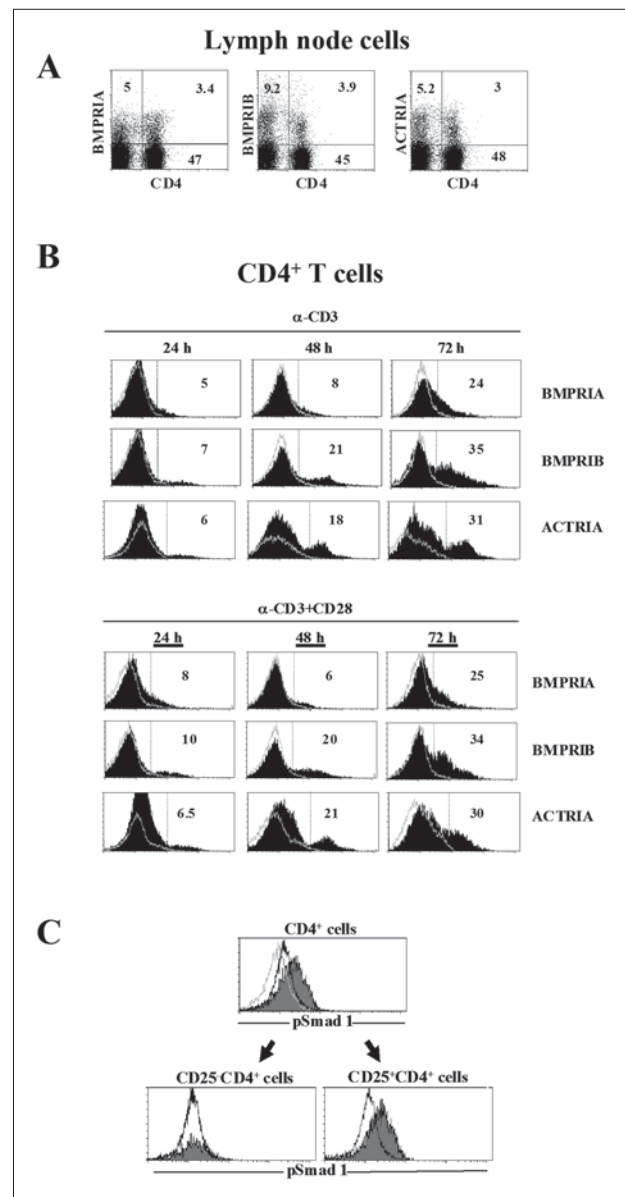 Lymph node cells
A
BMPRIA 5 3.4 47 CD4
BMPRIB 9.2 3.9 45 CD4
ACTRIA 5.2 3 48 CD4
B
CD4+ T cells
α-CD3
24 h 48 h 72 h
5 8 24 BMPRIA
7 21 35 BMPRIB
6 18 31 ACTRIA
α-CD3+CD28
24 h 48 h 72 h
8 6 25 BMPRIA
10 20 34 BMPRIB
6.5 21 30 ACTRIA
C
CD4+ cells
pSmad 1
CD25-CD4+ cells CD25+CD4+ cells
pSmad 1